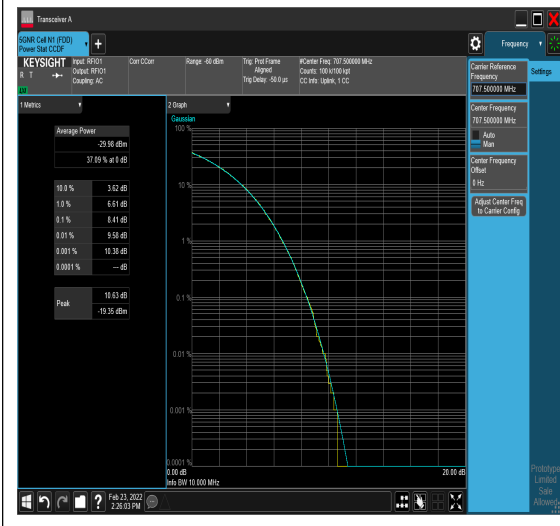 Transceiver A
5GNR Cell N1 (FDD)
Power Stat CCDF
Frequency
KEYSIGHT
R T
LXI
Input: RFIO1
Output: RFIO1
Coupling: AC
Corr CCorr
Range: -60 dBm
Trig: Prot Frame
Aligned
Trig Delay: -50.0 µs
#Center Freq: 707.500000 MHz
Counts: 100 k/100 kpt
CC Info: Uplink, 1 CC
1 Metrics
Average Power
-29.98 dBm
37.09 % at 0 dB
10.0 % 3.62 dB
1.0 % 6.61 dB
0.1 % 8.41 dB
0.01 % 9.58 dB
0.001 % 10.38 dB
0.0001 % --- dB
Peak
10.63 dB
-19.35 dBm
2 Graph
Gaussian
100 %
10 %
1 %
0.1 %
0.01 %
0.001 %
0.0001 %
0.00 dB
20.00 dB
Info BW 10.000 MHz
Carrier Reference
Frequency
707.500000 MHz
Center Frequency
707.500000 MHz
Auto
Man
Center Frequency
Offset
0 Hz
Adjust Center Freq
to Carrier Config
Settings
Prototype
Limited
Sale
Allowed
?
Feb 23, 2022
2:26:03 PM